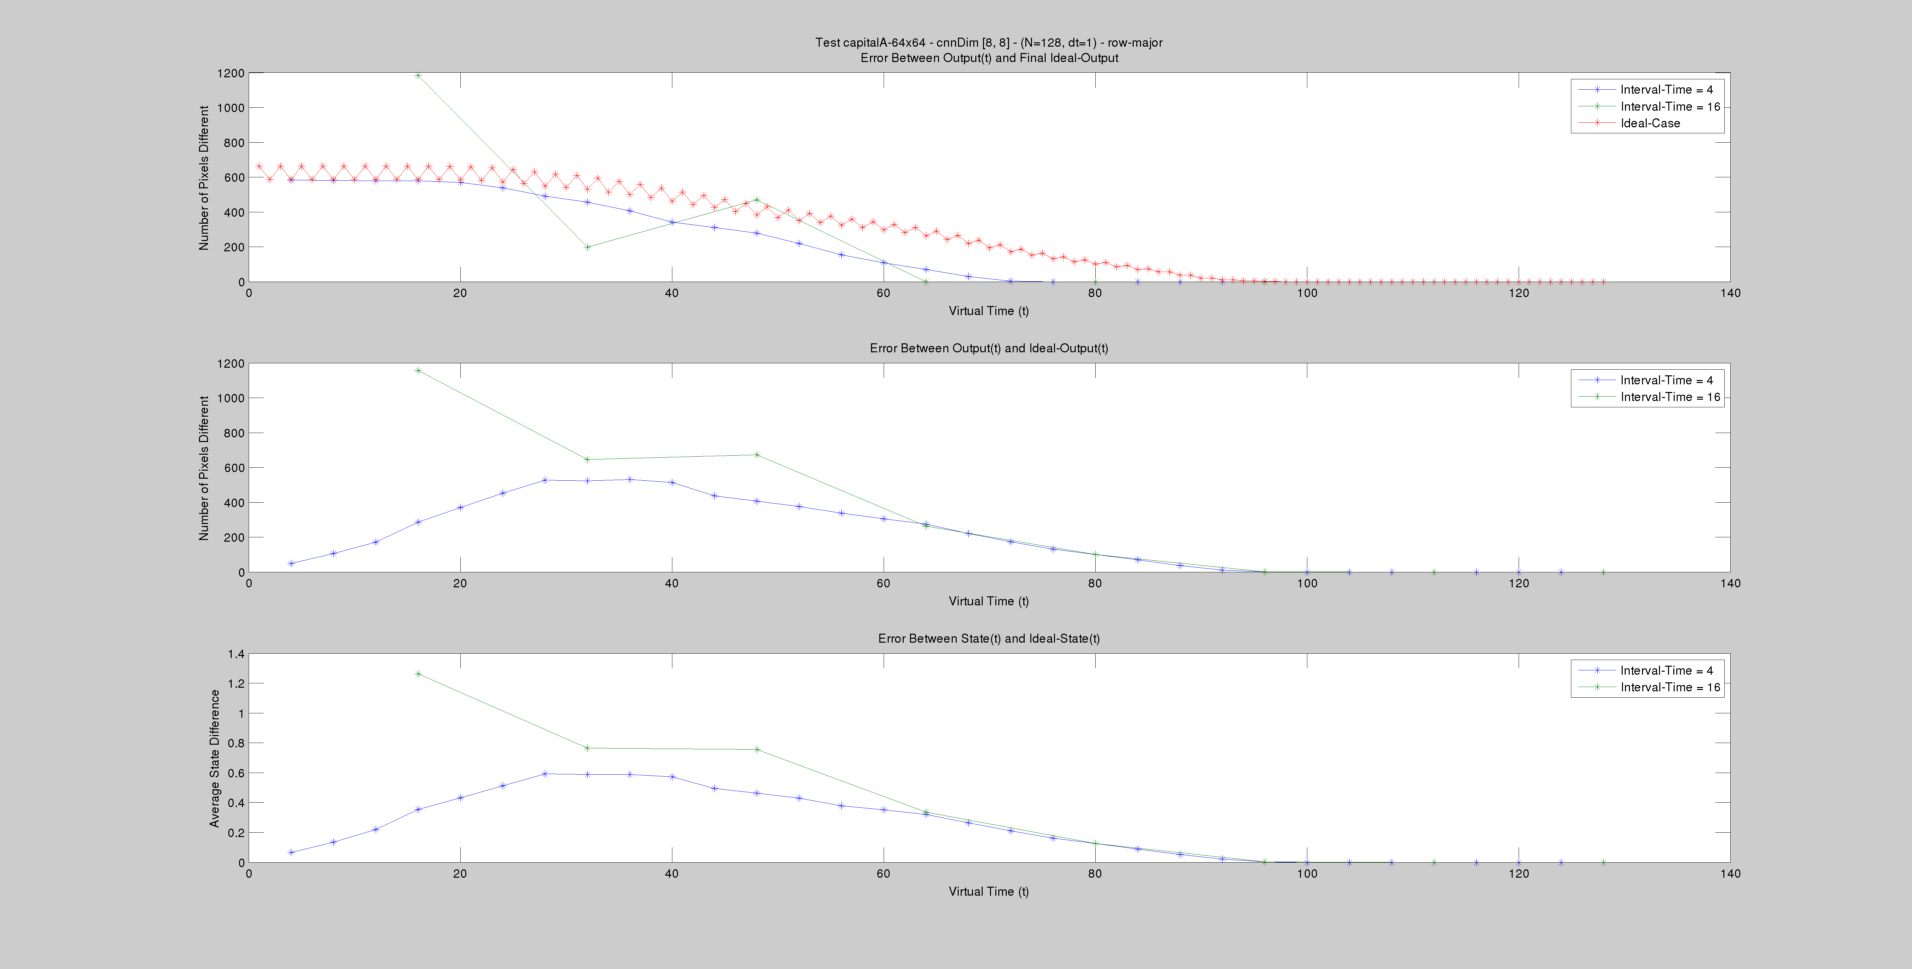 Test capitalA-64x64 - cnnDim [8, 8] - (N=128, dt=1) - row-major
Error Between Output(t) and Final Ideal-Output
1200
1000
800
600
400
200
0
Number of Pixels Different
Interval-Time = 4
Interval-Time = 16
Ideal-Case
0 20 40 60 80 100 120 140
Virtual Time (t)
Error Between Output(t) and Ideal-Output(t)
1200
1000
800
600
400
200
0
Number of Pixels Different
Interval-Time = 4
Interval-Time = 16
0 20 40 60 80 100 120 140
Virtual Time (t)
Error Between State(t) and Ideal-State(t)
1.4
1.2
1
0.8
0.6
0.4
0.2
0
Average State Difference
Interval-Time = 4
Interval-Time = 16
0 20 40 60 80 100 120 140
Virtual Time (t)